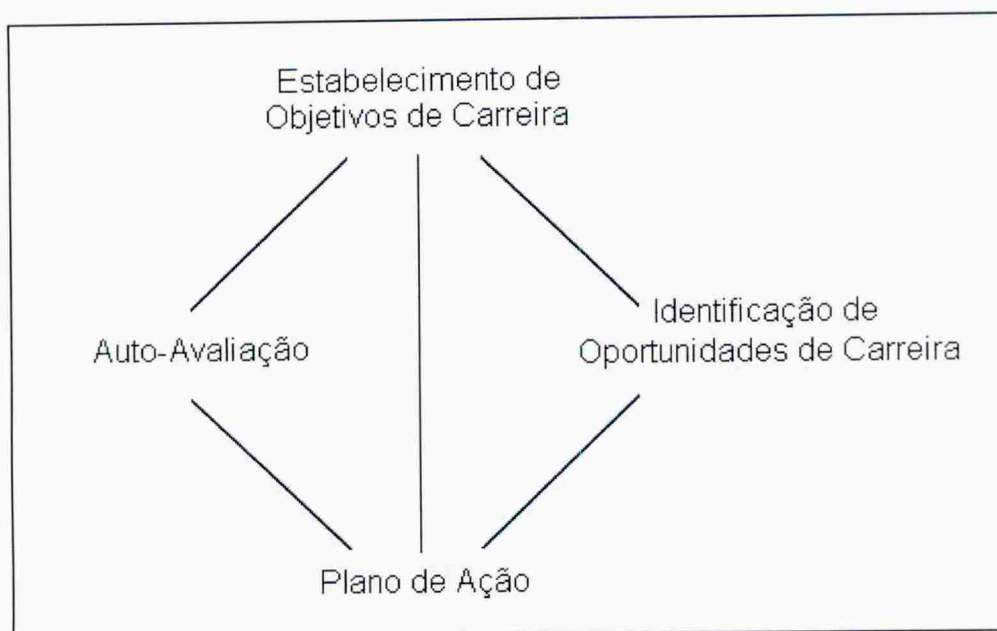 Estabelecimento de
Objetivos de Carreira
Auto-Avaliação
Identificação de
Oportunidades de Carreira
Plano de Ação